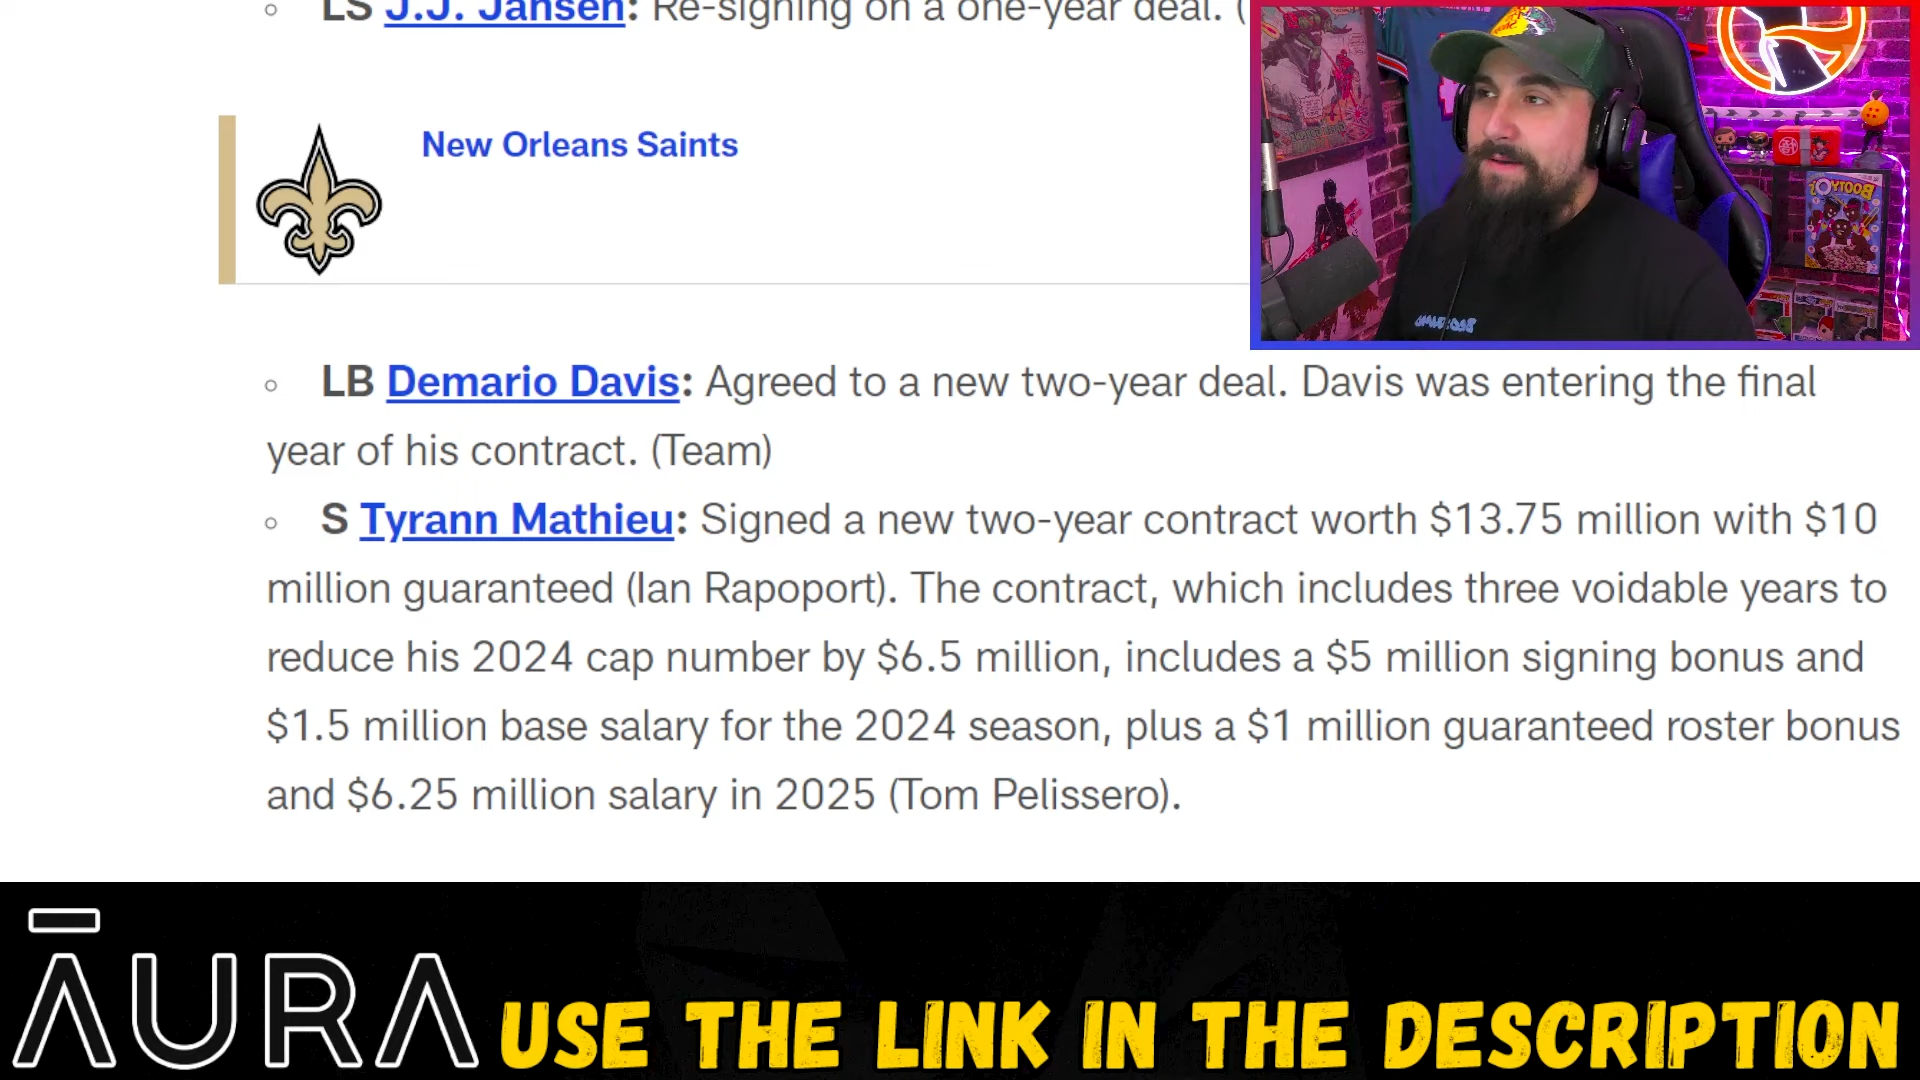 LS J.J. Jansen: Re-signing on a one-year deal. (
New Orleans Saints
LB Demario Davis: Agreed to a new two-year deal. Davis was entering the final
year of his contract. (Team)
S Tyrann Mathieu: Signed a new two-year contract worth $13.75 million with $10
million guaranteed (Ian Rapoport). The contract, which includes three voidable years to
reduce his 2024 cap number by $6.5 million, includes a $5 million signing bonus and
$1.5 million base salary for the 2024 season, plus a $1 million guaranteed roster bonus
and $6.25 million salary in 2025 (Tom Pelissero).
ĀURA USE THE LINK IN THE DESCRIPTION